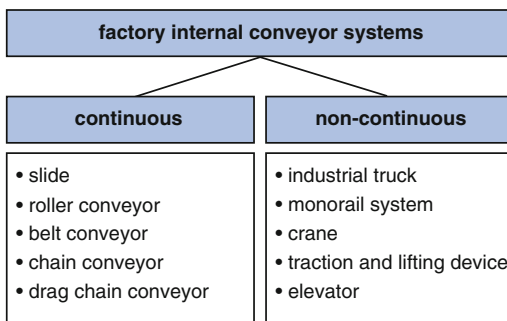 factory internal conveyor systems
continuous
• slide
• roller conveyor
• belt conveyor
• chain conveyor
• drag chain conveyor
non-continuous
• industrial truck
• monorail system
• crane
• traction and lifting device
• elevator